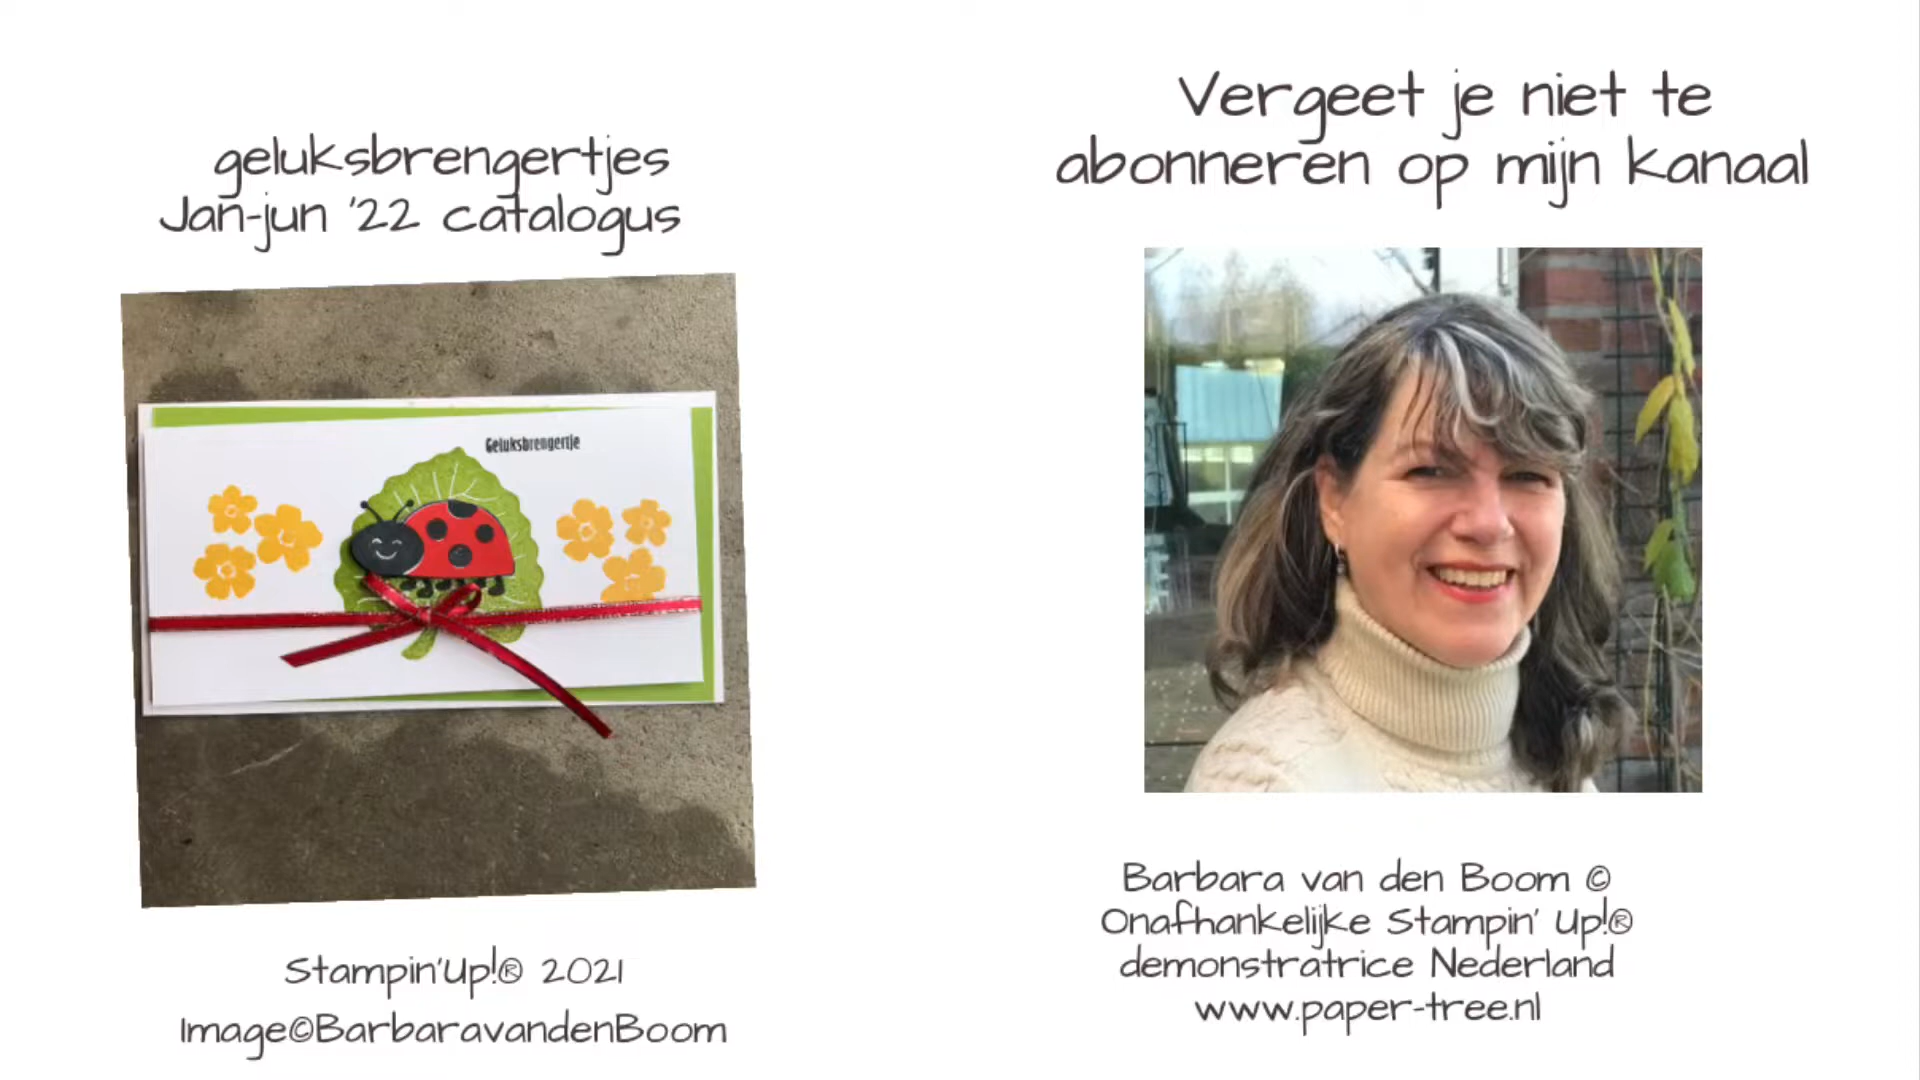 geluksbrengertjes
Jan-jun '22 catalogus
Geluksbrengertje
Stampin'Up!® 2021
Image©BarbaravandenBoom
Vergeet je niet te
abonneren op mijn kanaal
Barbara van den Boom ©
Onafhankelijke Stampin' Up!®
demonstratrice Nederland
www.paper-tree.nl